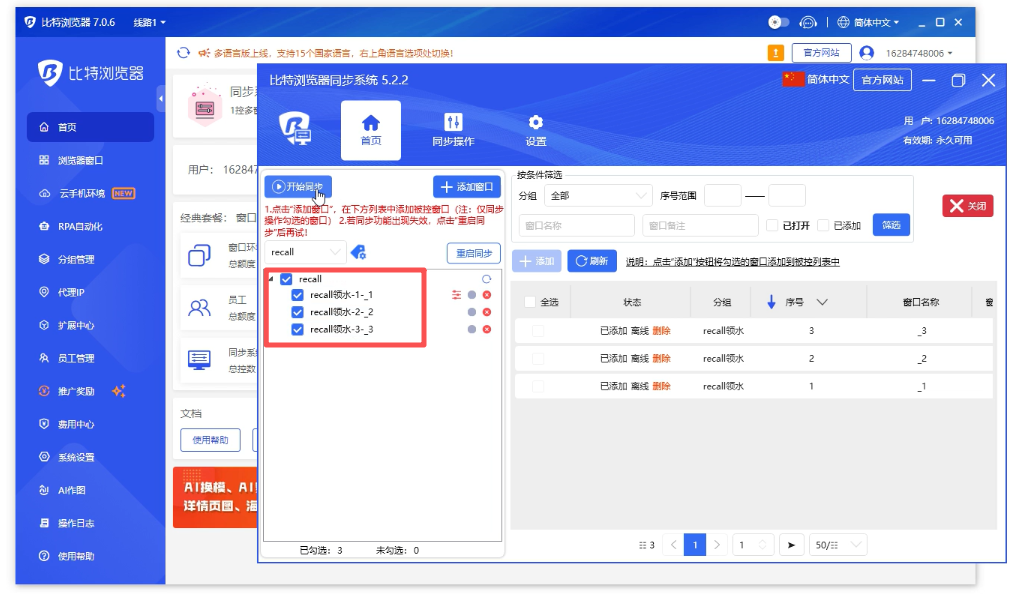 比特浏览器 7.0.6 线路1
简体中文
比特浏览器
多语言版上线，支持15个国家语言，右上角语言选项处切换!
官方网站
16284748006
首页
浏览器窗口
云手机环境 NEW
RPA自动化
分组管理
代理IP
扩展中心
员工管理
推广奖励
费用中心
系统设置
AI作图
操作日志
使用帮助
同步
1控多
用户: 16284
经典套餐: 窗口
窗口环
总额度
员工
总额度
同步系
总控数
文档
使用帮助
AI换模、AI
详情页图、
比特浏览器同步系统 5.2.2
简体中文 官方网站
首页
同步操作
设置
用 户: 16284748006
有效期: 永久可用
开始同步
添加窗口
1.点击"添加窗口", 在下方列表中添加被控窗口（注: 仅同步
操作勾选的窗口） 2.若同步功能出现失效, 点击"重启同
步"后再试!
recall
重启同步
recall
recall领水-1-_1
recall领水-2-_2
recall领水-3-_3
已勾选: 3 未勾选: 0
按条件筛选
分组 全部 序号范围
窗口名称 窗口备注 已打开 已添加 筛选
关闭
添加 刷新 说明: 点击"添加"按钮将勾选的窗口添加到被控列表中
全选 状态 分组 序号 窗口名称
已添加 离线 删除 recall领水 3 _3
已添加 离线 删除 recall领水 2 _2
已添加 离线 删除 recall领水 1 _1
3 1 1 50/